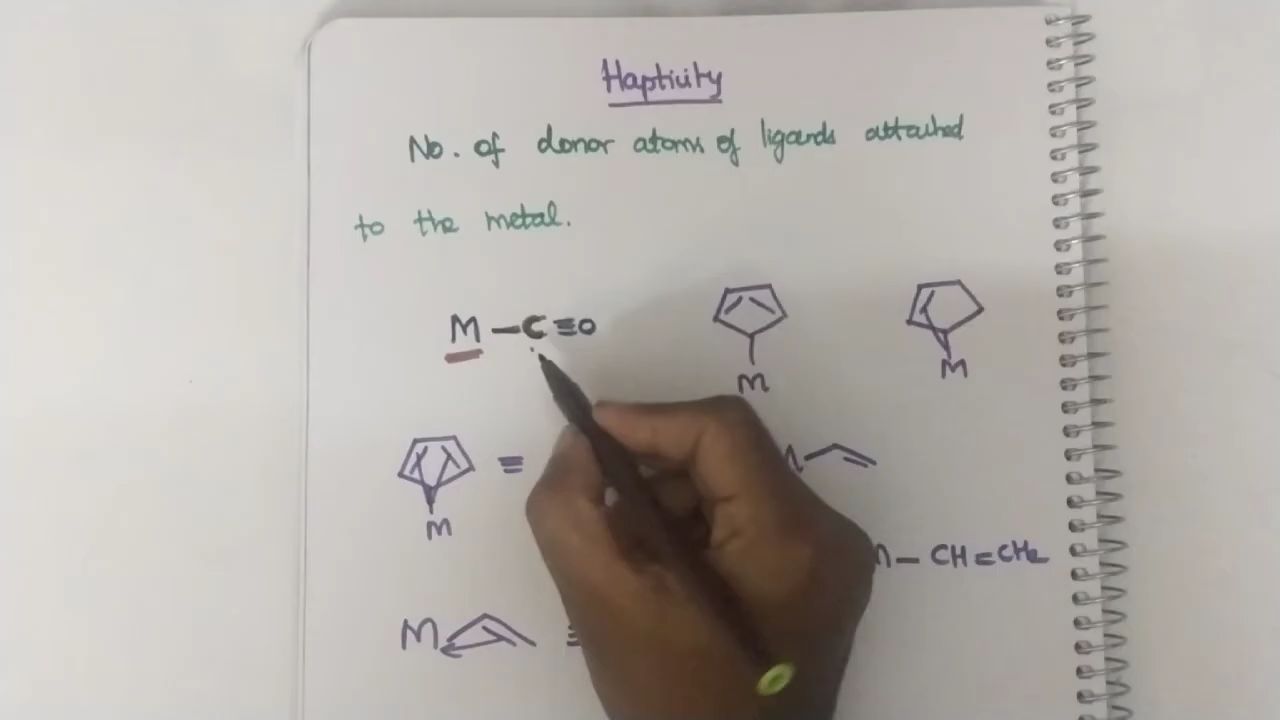 Hapticity
No. of donor atoms of ligands attached
to the metal.
M-C≡O
M
M
≡
M
M - CH=CH2
M